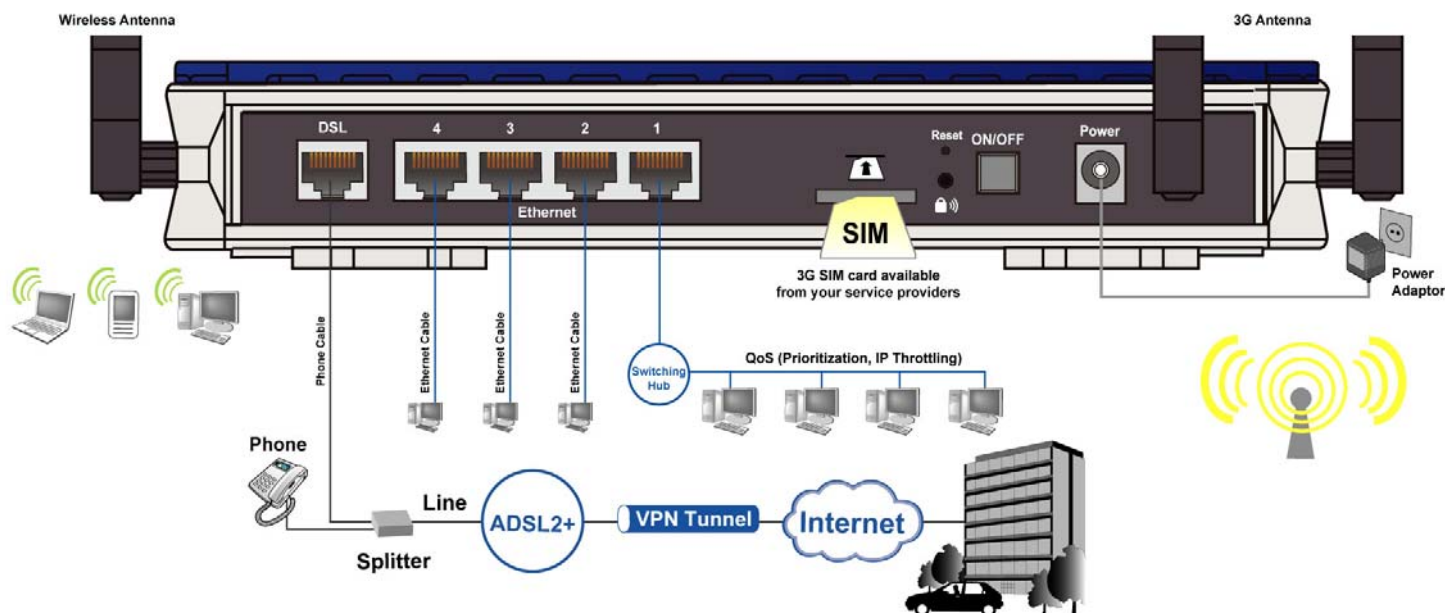 Wireless Antenna
3G Antenna
DSL
4
3
2
1
Ethernet
Reset
ON/OFF
Power
SIM
3G SIM card available
from your service providers
Power
Adaptor
Phone Cable
Ethernet Cable
Ethernet Cable
Ethernet Cable
Switching
Hub
QoS (Prioritization, IP Throttling)
Phone
Line
Splitter
ADSL2+
VPN Tunnel
Internet